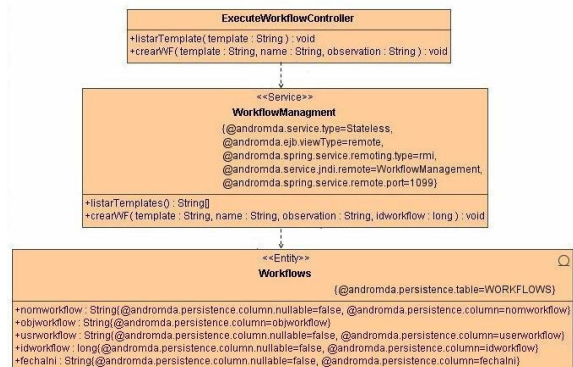 ExecuteWorkflowController
+listarTemplate( template : String ) : void
+crearWF( template : String, name : String, observation : String ) : void
<<Service>>
WorkflowManagment
{@andromda.service.type=Stateless,
@andromda.ejb.viewType=remote,
@andromda.spring.service.remoting.type=rmi,
@andromda.service.jndi.remote=WorkflowManagement,
@andromda.spring.service.remote.port=1099}
+listarTemplates() : String[]
+crearWF( template : String, name : String, observation : String, idworkflow : long ) : void
<<Entity>>
Workflows
{@andromda.persistence.table=WORKFLOWS}
+nomworkflow : String{@andromda.persistence.column.nullable=false, @andromda.persistence.column=nomworkflow}
+objworkflow : String{@andromda.persistence.column=objworkflow}
+usrworkflow : String{@andromda.persistence.column.nullable=false, @andromda.persistence.column=userworkflow}
+idworkflow : long{@andromda.persistence.column.nullable=false, @andromda.persistence.column=idworkflow}
+fechaIni : String{@andromda.persistence.column.nullable=false, @andromda.persistence.column=fechaIni}